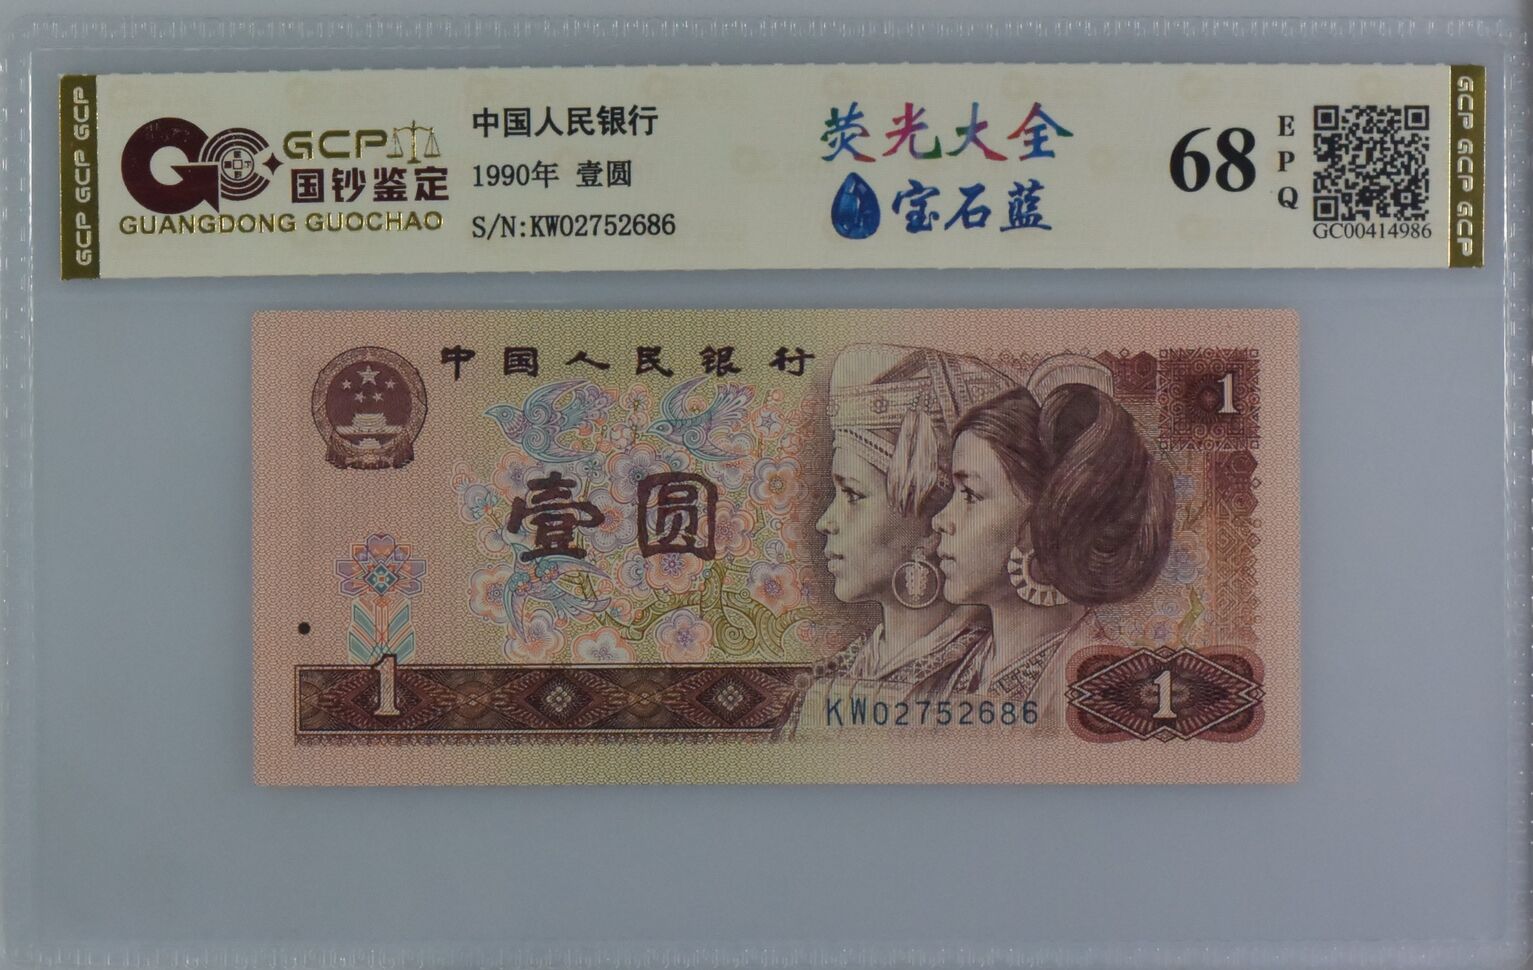 GCP GCP GCP
GCP
国钞鉴定
GUANGDONG GUOCHAO
中国人民银行
1990年 壹圆
S/N:KW02752686
荧光大全
宝石蓝
68
EPQ
GC00414986
GCP GCP GCP
中国人民银行
1
壹圆
1
KW02752686
1